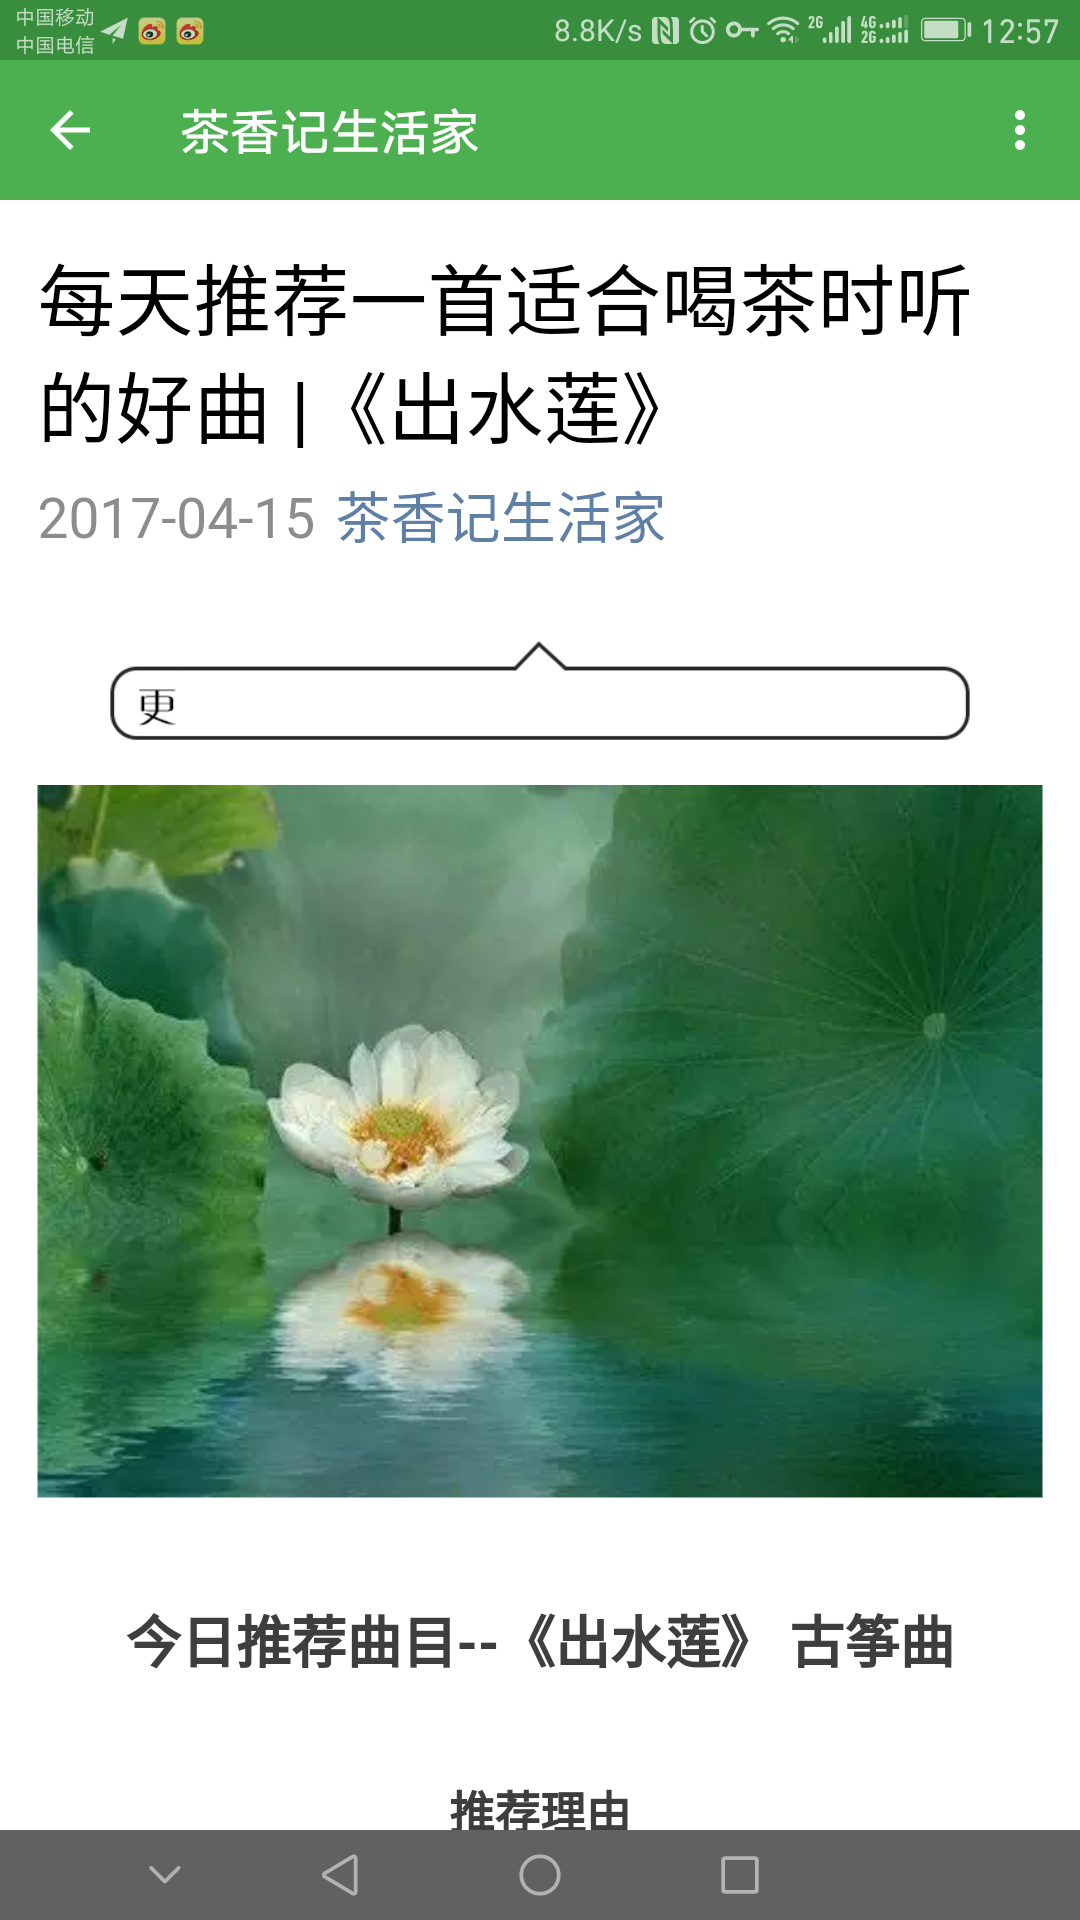 中国移动
中国电信
8.8K/s
2G
4G
2G
12:57
茶香记生活家
每天推荐一首适合喝茶时听
的好曲 |《出水莲》
2017-04-15 茶香记生活家
更
今日推荐曲目--《出水莲》 古筝曲
推荐理由